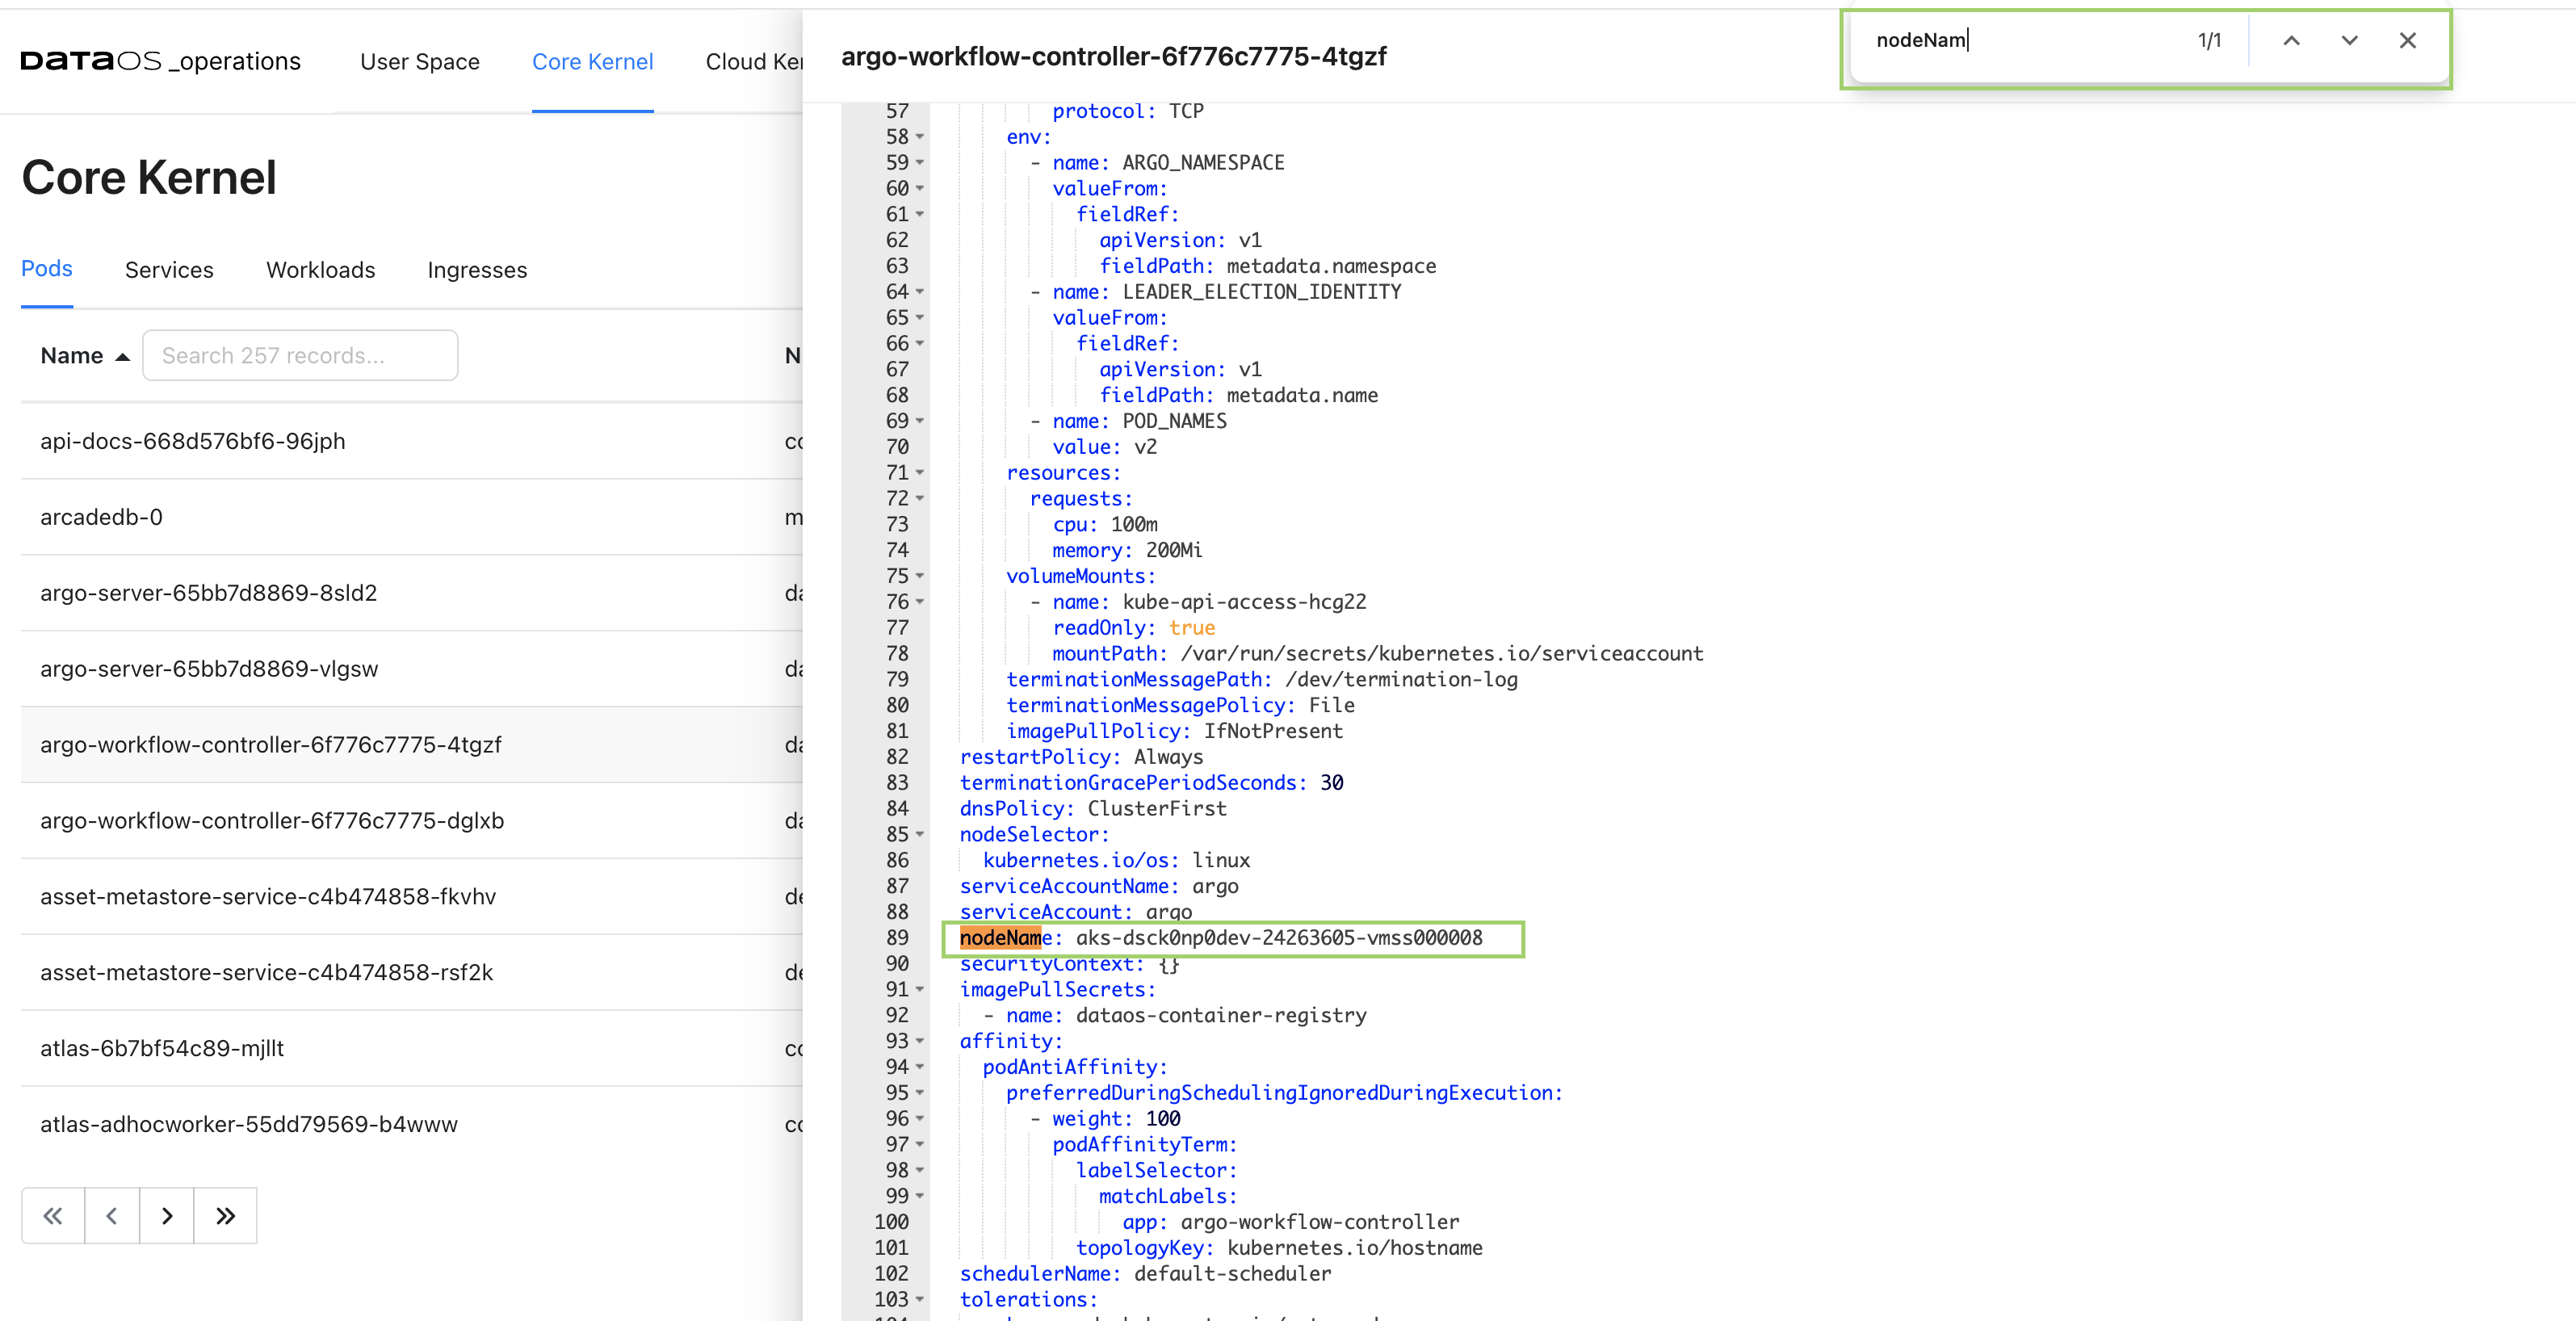 DATAOS _operations
User Space
Core Kernel
Cloud Ker
Core Kernel
Pods
Services
Workloads
Ingresses
Name
Search 257 records...
N
api-docs-668d576bf6-96jph
co
arcadedb-0
m
argo-server-65bb7d8869-8sld2
da
argo-server-65bb7d8869-vlgsw
da
argo-workflow-controller-6f776c7775-4tgzf
da
argo-workflow-controller-6f776c7775-dglxb
da
asset-metastore-service-c4b474858-fkvhv
de
asset-metastore-service-c4b474858-rsf2k
de
atlas-6b7bf54c89-mjllt
co
atlas-adhocworker-55dd79569-b4www
co
argo-workflow-controller-6f776c7775-4tgzf
nodeNam
1/1
57 protocol: TCP
58 env:
59 - name: ARGO_NAMESPACE
60 valueFrom:
61 fieldRef:
62 apiVersion: v1
63 fieldPath: metadata.namespace
64 - name: LEADER_ELECTION_IDENTITY
65 valueFrom:
66 fieldRef:
67 apiVersion: v1
68 fieldPath: metadata.name
69 - name: POD_NAMES
70 value: v2
71 resources:
72 requests:
73 cpu: 100m
74 memory: 200Mi
75 volumeMounts:
76 - name: kube-api-access-hcg22
77 readOnly: true
78 mountPath: /var/run/secrets/kubernetes.io/serviceaccount
79 terminationMessagePath: /dev/termination-log
80 terminationMessagePolicy: File
81 imagePullPolicy: IfNotPresent
82 restartPolicy: Always
83 terminationGracePeriodSeconds: 30
84 dnsPolicy: ClusterFirst
85 nodeSelector:
86 kubernetes.io/os: linux
87 serviceAccountName: argo
88 serviceAccount: argo
89 nodeName: aks-dsck0np0dev-24263605-vmss000008
90 securityContext: {}
91 imagePullSecrets:
92 - name: dataos-container-registry
93 affinity:
94 podAntiAffinity:
95 preferredDuringSchedulingIgnoredDuringExecution:
96 - weight: 100
97 podAffinityTerm:
98 labelSelector:
99 matchLabels:
100 app: argo-workflow-controller
101 topologyKey: kubernetes.io/hostname
102 schedulerName: default-scheduler
103 tolerations: